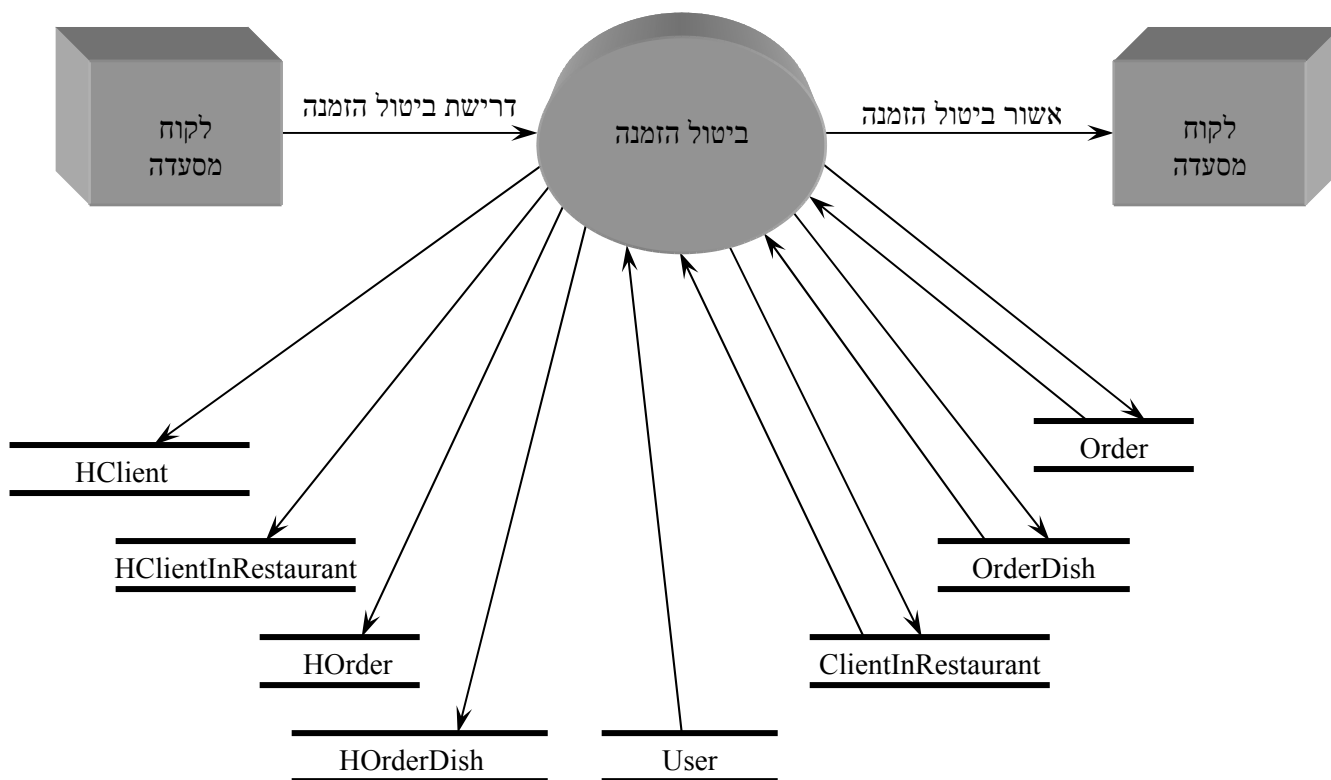 לקוח
מסעדה
דרישת ביטול הזמנה
ביטול הזמנה
אשור ביטול הזמנה
לקוח
מסעדה
HClient
HClientInRestaurant
HOrder
HOrderDish
User
ClientInRestaurant
OrderDish
Order